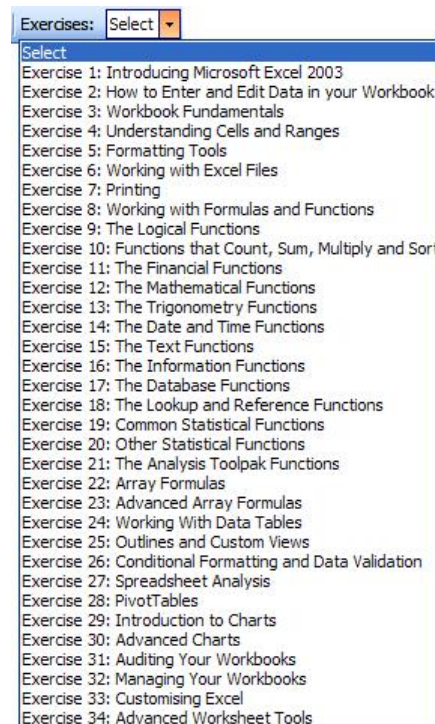 Exercises: Select
Select
Exercise 1: Introducing Microsoft Excel 2003
Exercise 2: How to Enter and Edit Data in your Workbook
Exercise 3: Workbook Fundamentals
Exercise 4: Understanding Cells and Ranges
Exercise 5: Formatting Tools
Exercise 6: Working with Excel Files
Exercise 7: Printing
Exercise 8: Working with Formulas and Functions
Exercise 9: The Logical Functions
Exercise 10: Functions that Count, Sum, Multiply and Sort
Exercise 11: The Financial Functions
Exercise 12: The Mathematical Functions
Exercise 13: The Trigonometry Functions
Exercise 14: The Date and Time Functions
Exercise 15: The Text Functions
Exercise 16: The Information Functions
Exercise 17: The Database Functions
Exercise 18: The Lookup and Reference Functions
Exercise 19: Common Statistical Functions
Exercise 20: Other Statistical Functions
Exercise 21: The Analysis Toolpak Functions
Exercise 22: Array Formulas
Exercise 23: Advanced Array Formulas
Exercise 24: Working With Data Tables
Exercise 25: Outlines and Custom Views
Exercise 26: Conditional Formatting and Data Validation
Exercise 27: Spreadsheet Analysis
Exercise 28: PivotTables
Exercise 29: Introduction to Charts
Exercise 30: Advanced Charts
Exercise 31: Auditing Your Workbooks
Exercise 32: Managing Your Workbooks
Exercise 33: Customising Excel
Exercise 34: Advanced Worksheet Tools